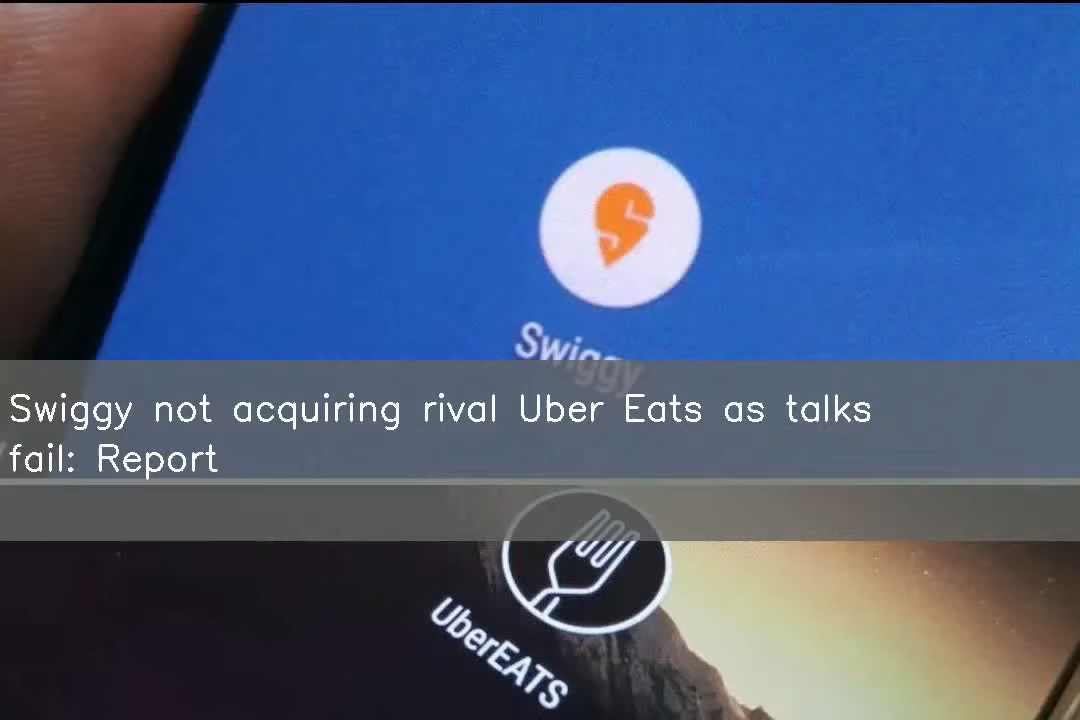 Swiggy
Swiggy not acquiring rival Uber Eats as talks
fail: Report
UberEATS